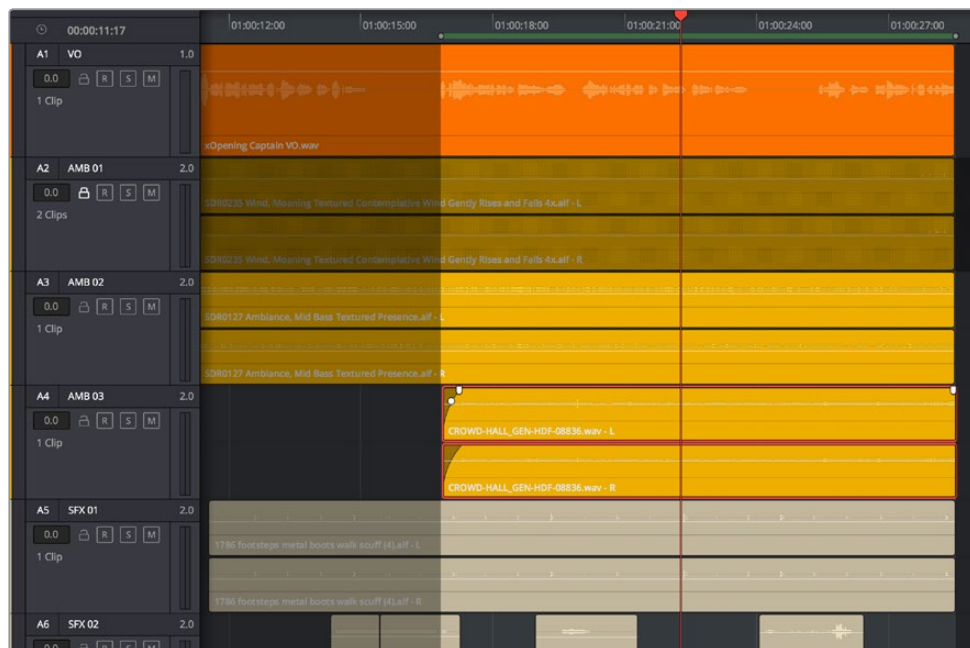 00:00:11:17 01:00:12:00 01:00:15:00 01:00:18:00 01:00:21:00 01:00:24:00 01:00:27:00
A1 VO 1.0
0.0 R S M
1 Clip
xOpening Captain VO.wav
A2 AMB 01 2.0
0.0 R S M
SDR0235 Wind, Moaning Textured Contemplative Wind Gently Rises and Falls 4x.aif - L
2 Clips
SDR0235 Wind, Moaning Textured Contemplative Wind Gently Rises and Falls 4x.aif - R
A3 AMB 02 2.0
0.0 R S M
SDR0127 Ambiance, Mid Bass Textured Presence.aif - L
1 Clip
SDR0127 Ambiance, Mid Bass Textured Presence.aif - R
A4 AMB 03 2.0
0.0 R S M
CROWD-HALL_GEN-HDF-08836.wav - L
1 Clip
CROWD-HALL_GEN-HDF-08836.wav - R
A5 SFX 01 2.0
0.0 R S M
1786 footsteps metal boots walk scuff (4).aif - L
1 Clip
1786 footsteps metal boots walk scuff (4).aif - R
A6 SFX 02 2.0
0.0 R S M